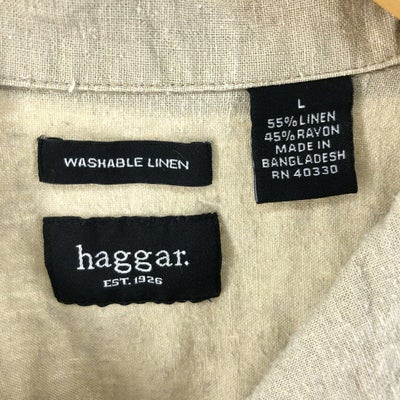 L
55% LINEN
45% RAYON
MADE IN
BANGLADESH
RN 40330
WASHABLE LINEN
haggar.
EST. 1926